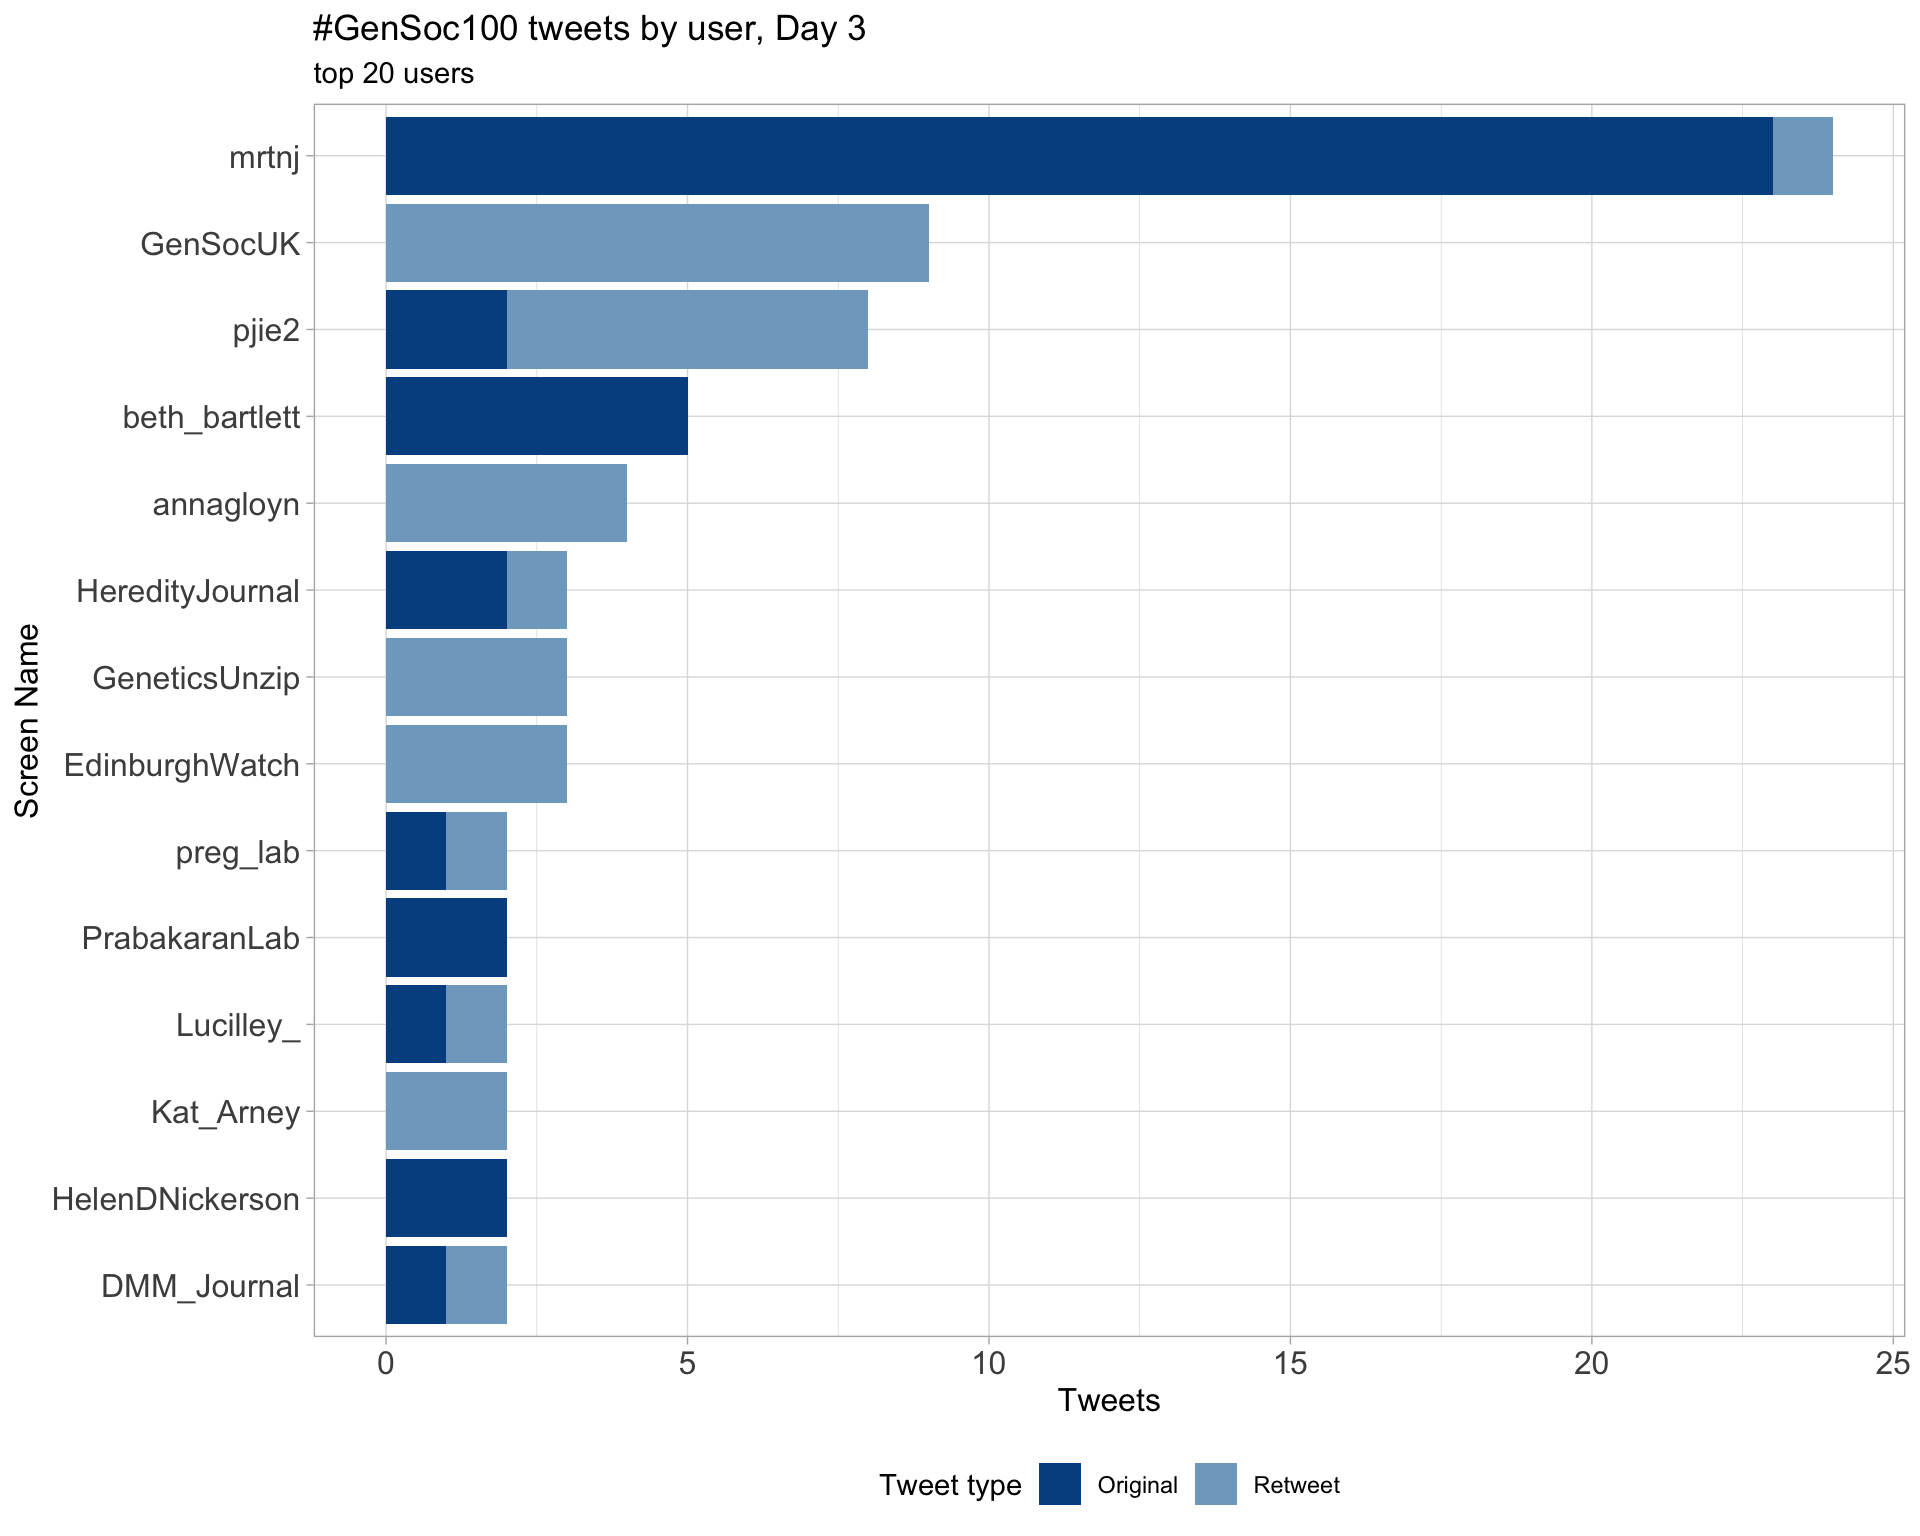 #GenSoc100 tweets by user, Day 3
top 20 users
mrtnj
GenSocUK
pjie2
beth_bartlett
annagloyn
HeredityJournal
GeneticsUnzip
EdinburghWatch
preg_lab
PrabakaranLab
Lucilley_
Kat_Arney
HelenDNickerson
DMM_Journal
Screen Name
0 5 10 15 20 25
Tweets
Tweet type Original Retweet